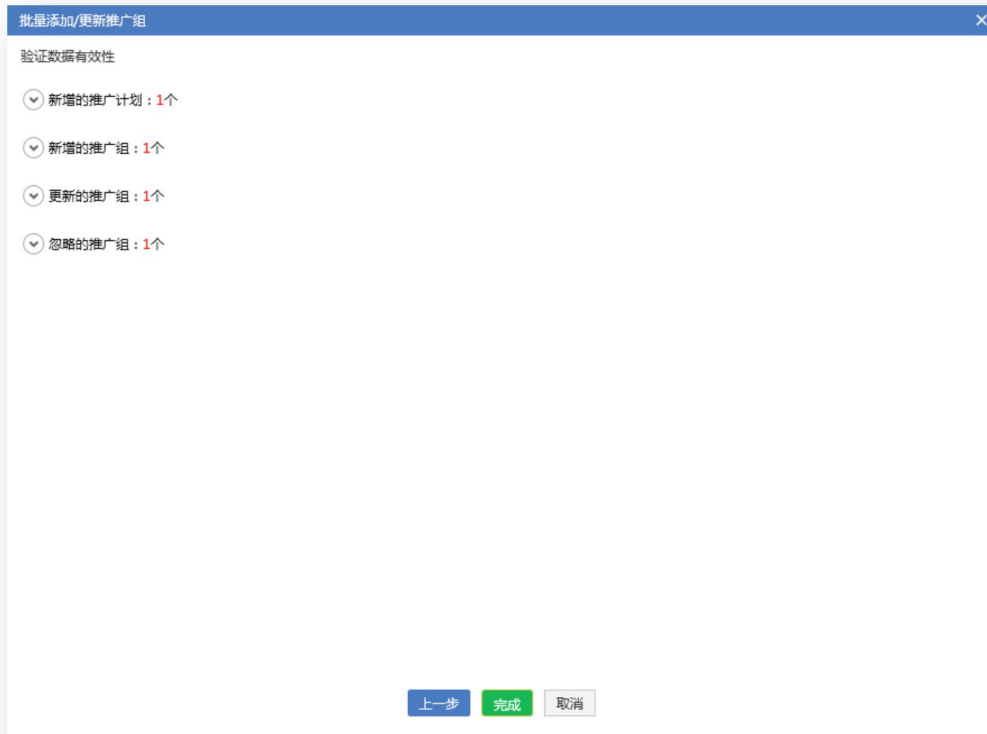 批量添加/更新推广组
验证数据有效性
新增的推广计划：1个
新增的推广组：1个
更新的推广组：1个
忽略的推广组：1个
上一步 完成 取消